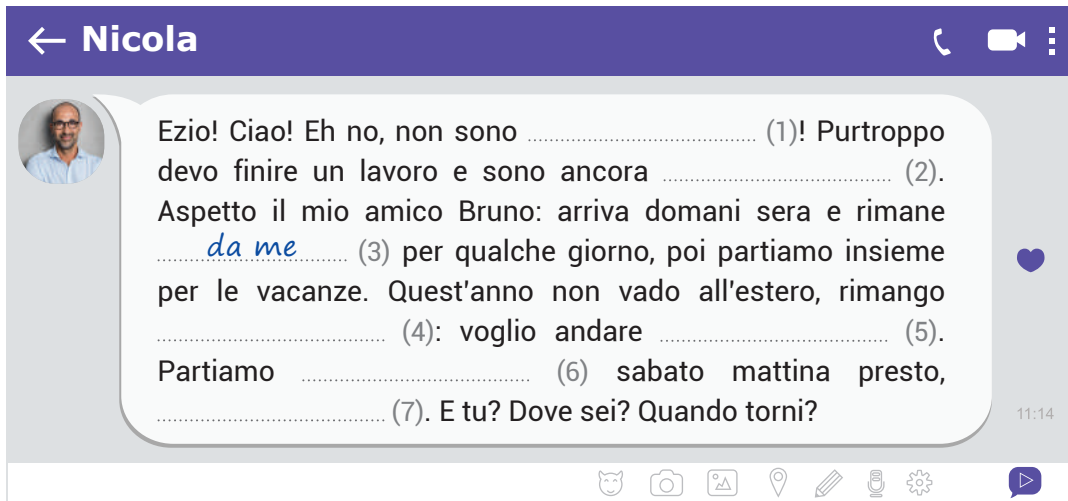 Nicola
Ezio! Ciao! Eh no, non sono ........................................ (1)! Purtroppo
devo finire un lavoro e sono ancora ........................................ (2).
Aspetto il mio amico Bruno: arriva domani sera e rimane
da me (3) per qualche giorno, poi partiamo insieme
per le vacanze. Quest'anno non vado all'estero, rimango
........................................ (4): voglio andare ........................................ (5).
Partiamo ........................................ (6) sabato mattina presto,
........................................ (7). E tu? Dove sei? Quando torni?
11:14